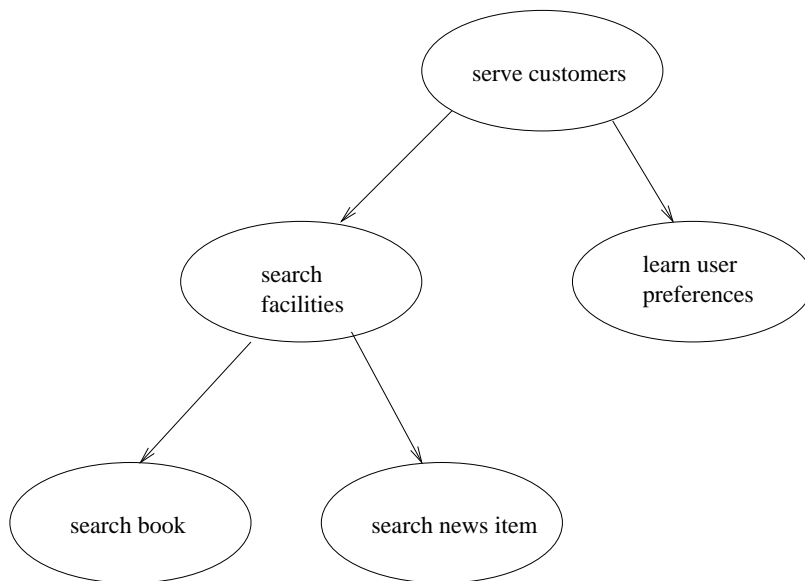 serve customers
search
facilities
learn user
preferences
search book
search news item